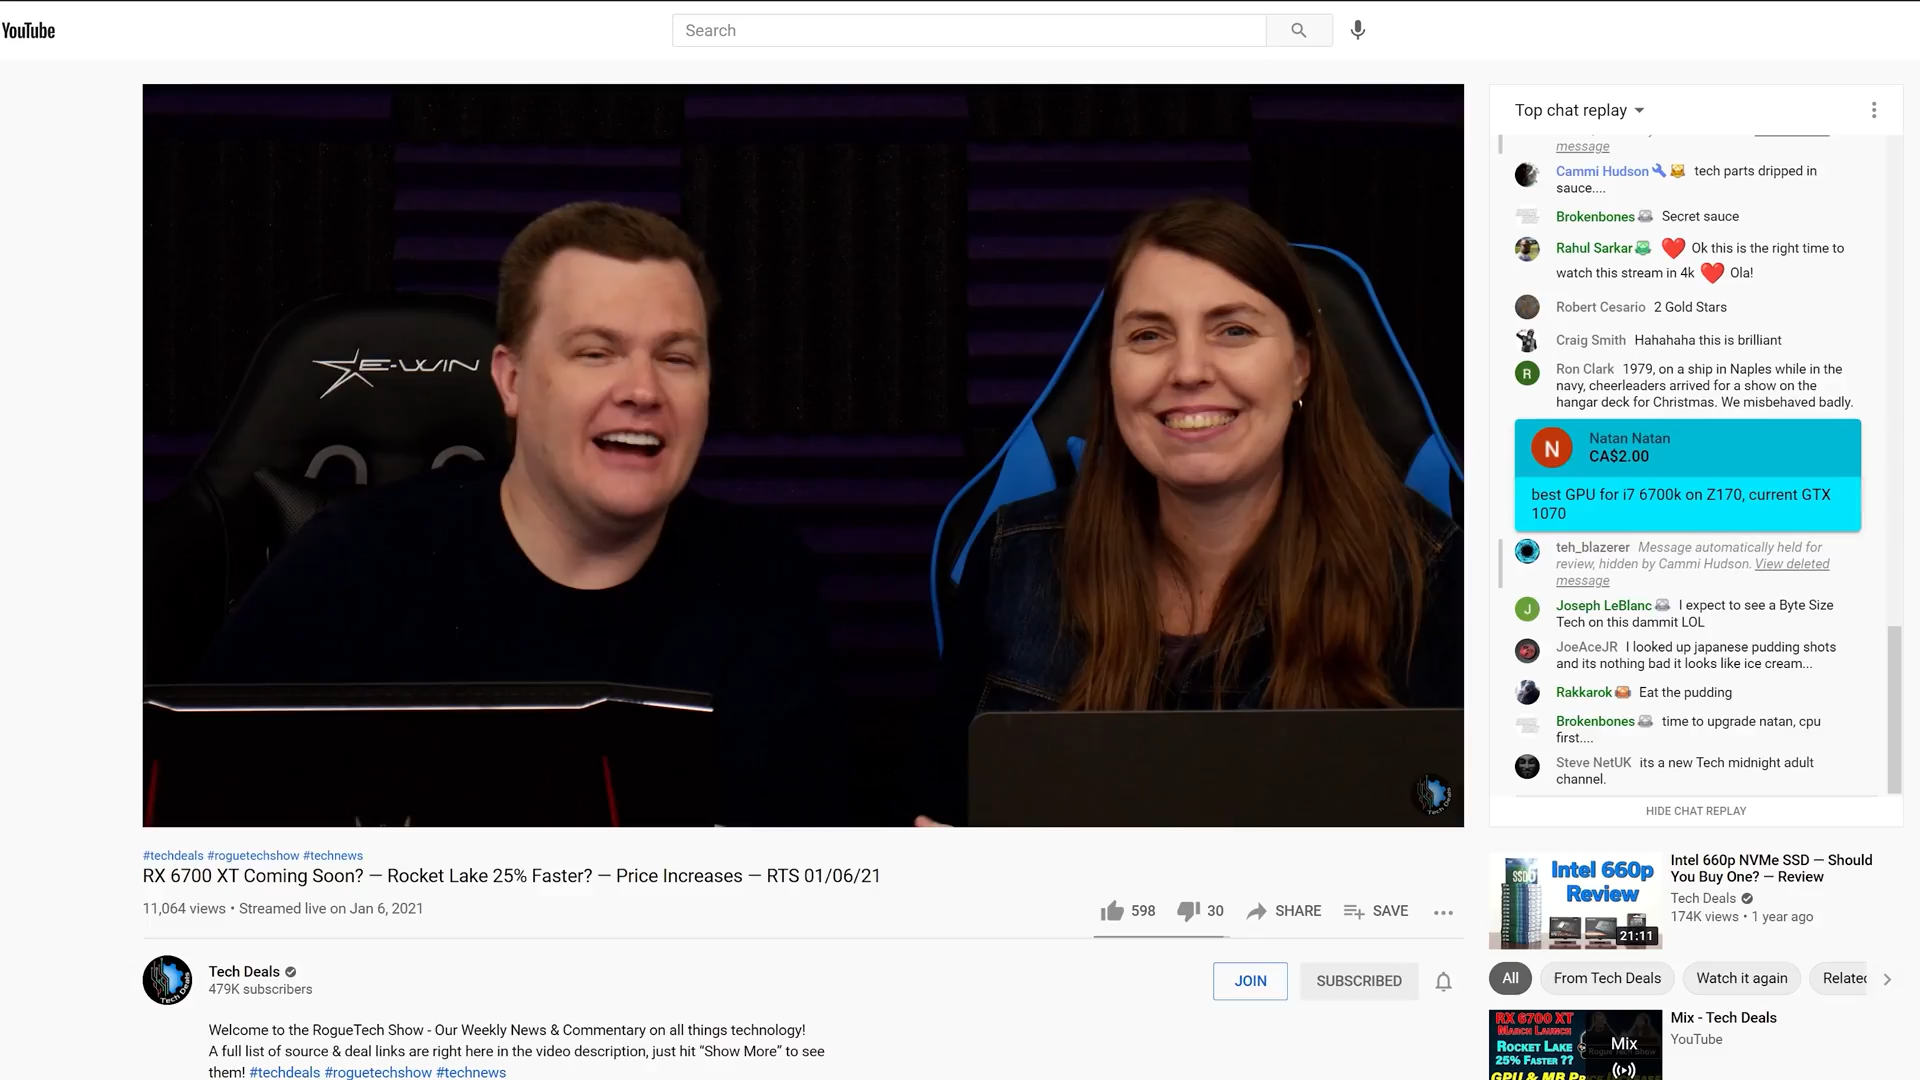 YouTube
Search
E-WIN
Tech Deals
Top chat replay
message
Cammi Hudson tech parts dripped in
sauce....
Brokenbones Secret sauce
Rahul Sarkar ❤️ Ok this is the right time to
watch this stream in 4k ❤️ Ola!
Robert Cesario 2 Gold Stars
Craig Smith Hahahaha this is brilliant
R
Ron Clark 1979, on a ship in Naples while in the
navy, cheerleaders arrived for a show on the
hangar deck for Christmas. We misbehaved badly.
N
Natan Natan
CA$2.00
best GPU for i7 6700k on Z170, current GTX
1070
teh_blazerer Message automatically held for
review, hidden by Cammi Hudson. View deleted
message
J
Joseph LeBlanc I expect to see a Byte Size
Tech on this dammit LOL
JoeAceJR I looked up japanese pudding shots
and its nothing bad it looks like ice cream...
Rakkarok Eat the pudding
Brokenbones time to upgrade natan, cpu
first....
Steve NetUK its a new Tech midnight adult
channel.
HIDE CHAT REPLAY
#techdeals #roguetechshow #technews
RX 6700 XT Coming Soon? — Rocket Lake 25% Faster? — Price Increases — RTS 01/06/21
11,064 views • Streamed live on Jan 6, 2021
598 30 SHARE SAVE
Tech Deals
Tech Deals
479K subscribers
JOIN SUBSCRIBED
Welcome to the RogueTech Show - Our Weekly News & Commentary on all things technology!
A full list of source & deal links are right here in the video description, just hit “Show More” to see
them! #techdeals #roguetechshow #technews
SSD
Intel 660p
Review
21:11
Intel 660p NVMe SSD — Should
You Buy One? — Review
Tech Deals
174K views • 1 year ago
All From Tech Deals Watch it again Related
RX 6700 XT
March Launch
Rocket Lake
25% Faster ??
GPU & MB
Mix
Mix - Tech Deals
YouTube